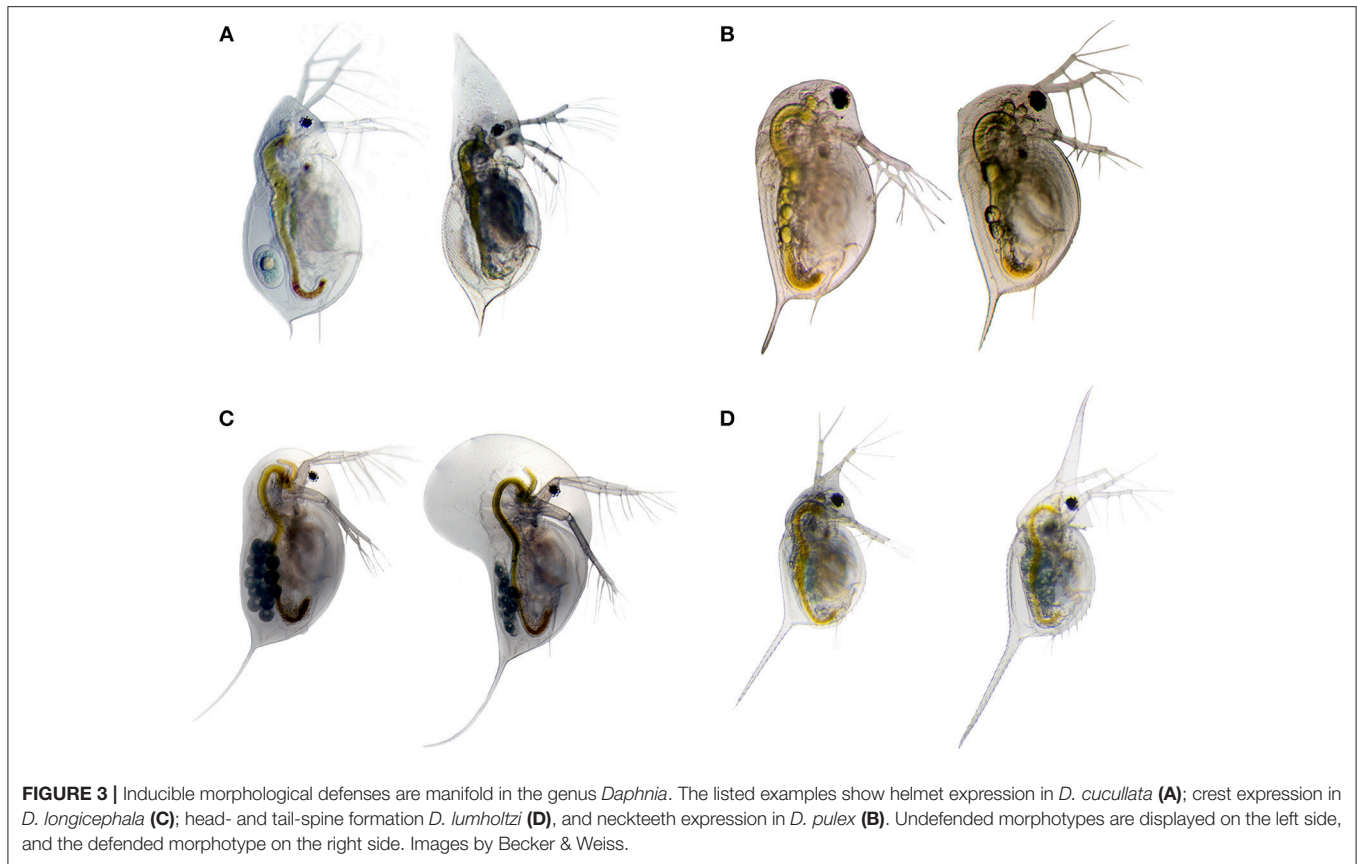 A
B
C
D
FIGURE 3 | Inducible morphological defenses are manifold in the genus Daphnia. The listed examples show helmet expression in D. cucullata (A); crest expression in
D. longicephala (C); head- and tail-spine formation D. lumholtzi (D), and neckteeth expression in D. pulex (B). Undefended morphotypes are displayed on the left side,
and the defended morphotype on the right side. Images by Becker & Weiss.